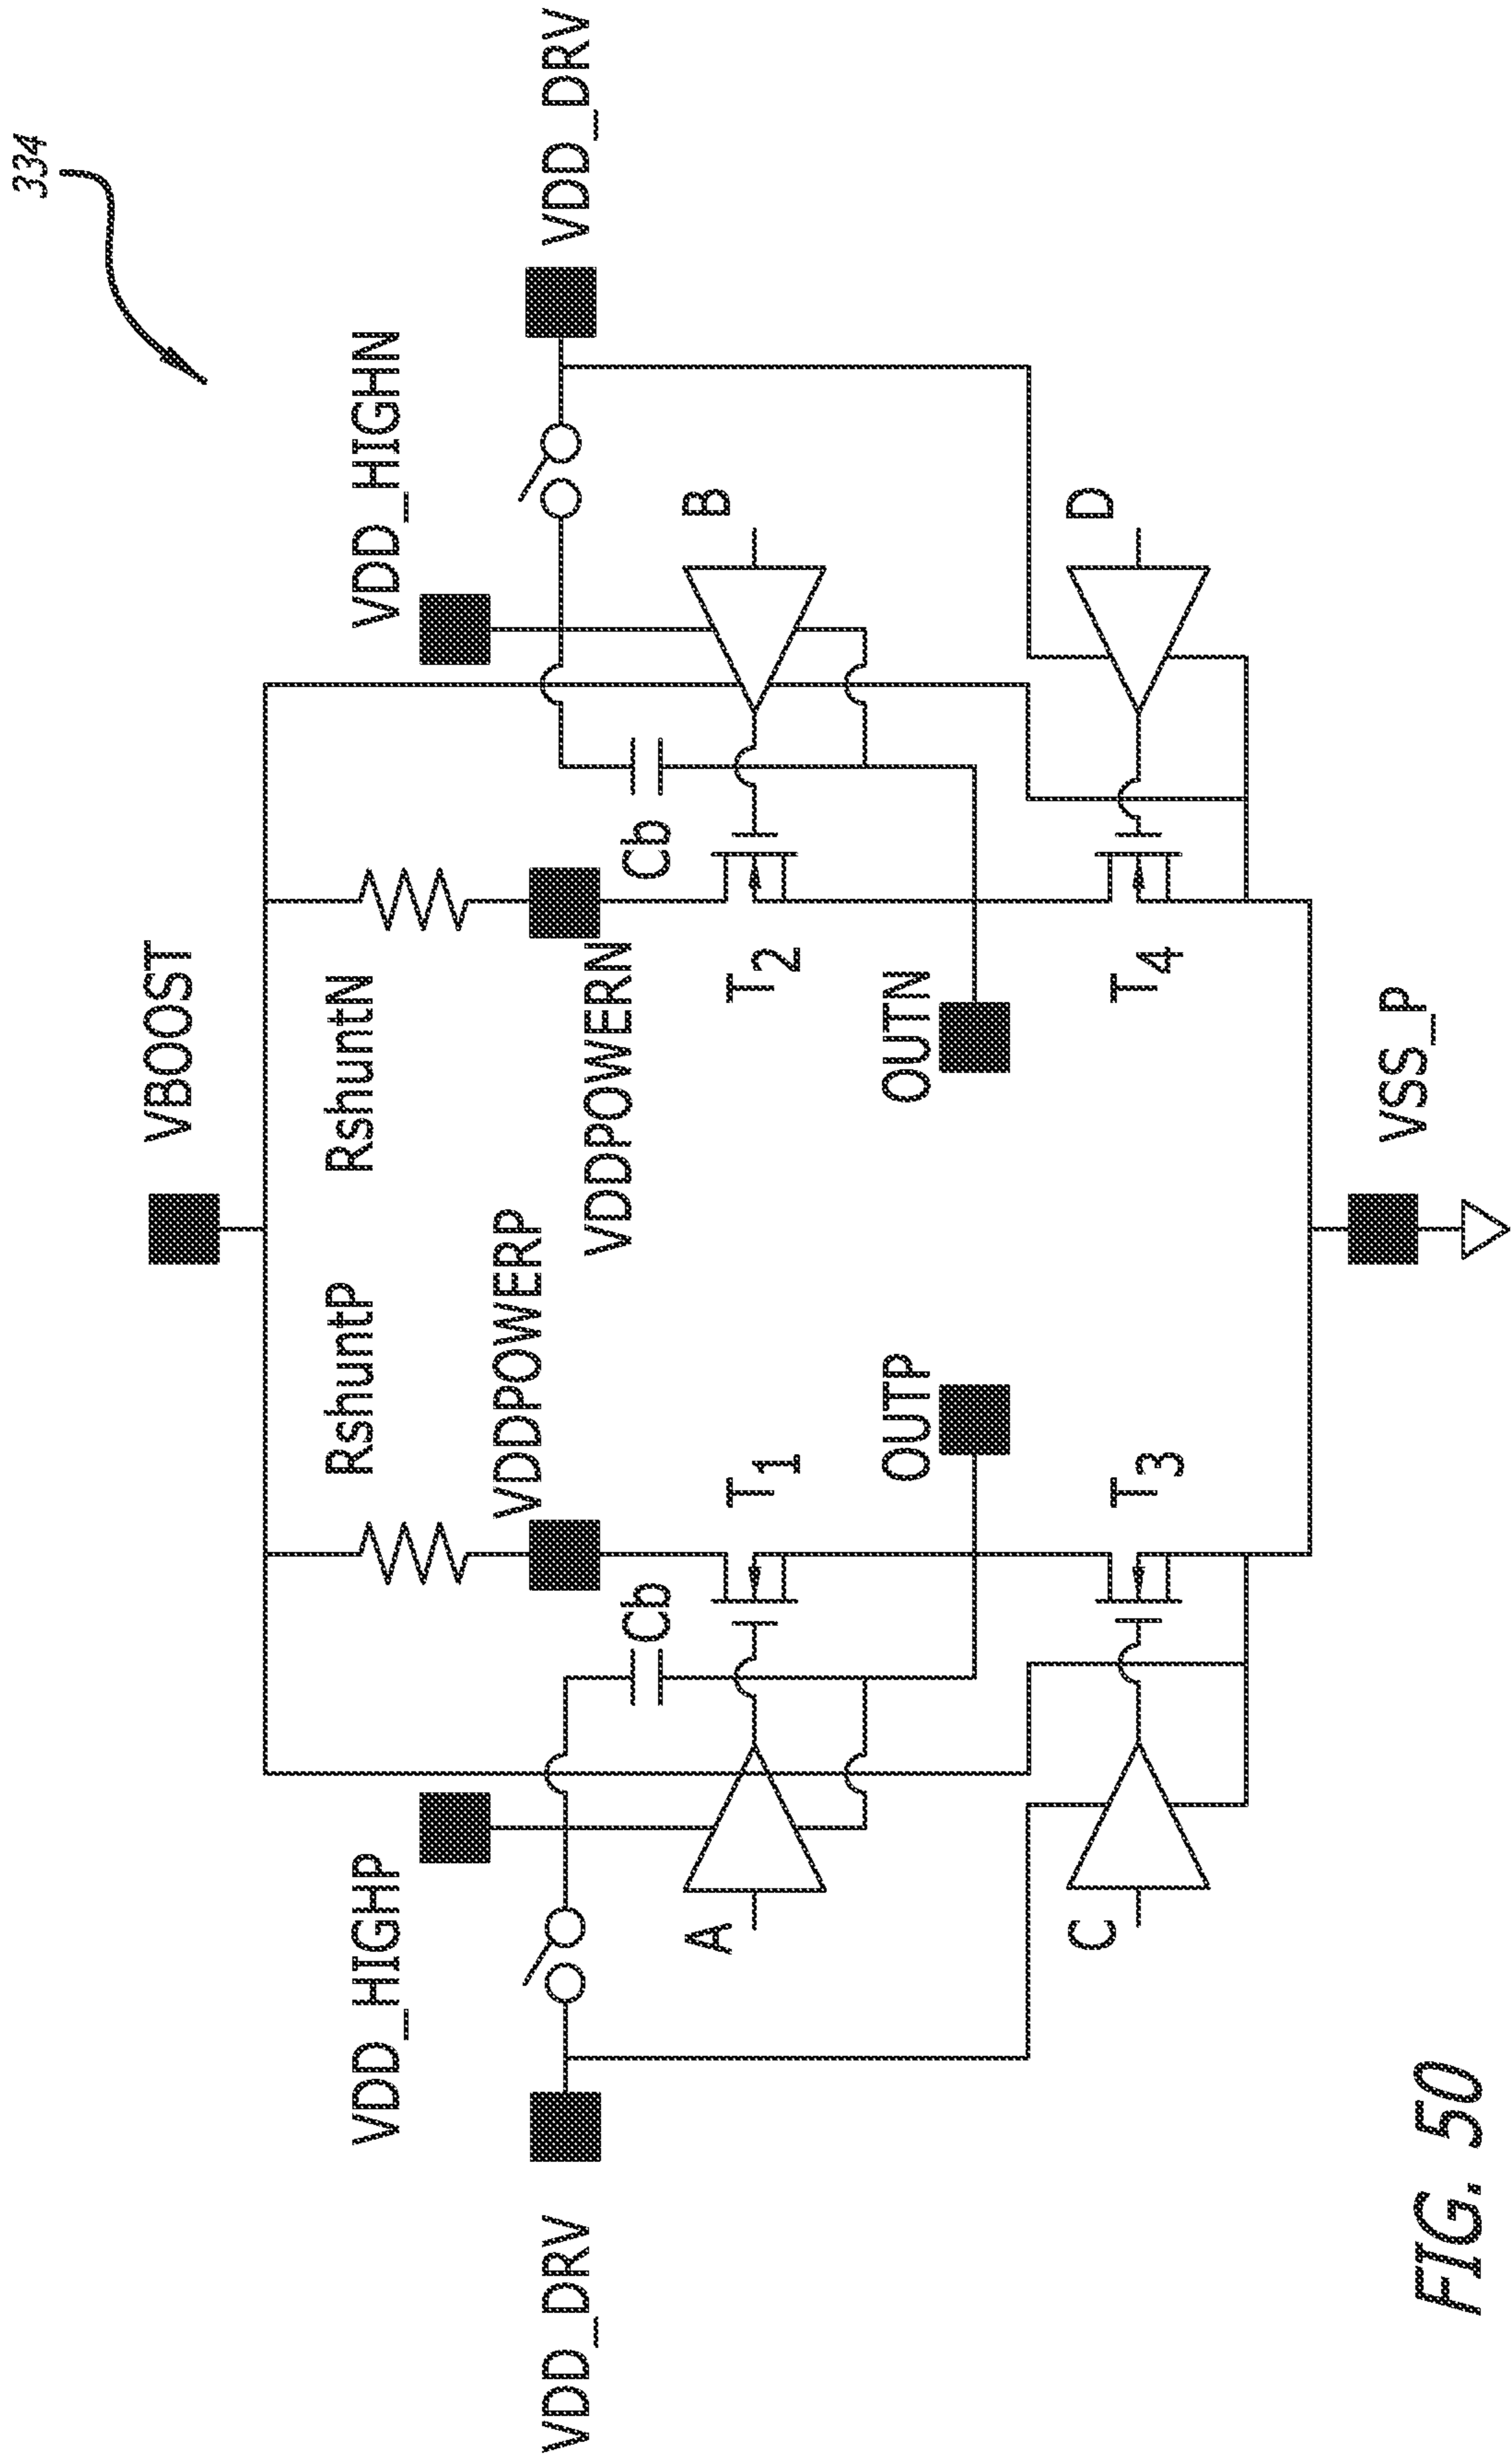 334
VBOOST
RshuntP
RshuntN
VDD_HIGHP
VDD_HIGHN
VDDPOWERP
VDD_DRV
VDD_DRV
VDDPOWERN
Cb
Cb
A
T1
T2
B
OUTP
OUTN
C
T3
T4
D
VSS_P
FIG. 50